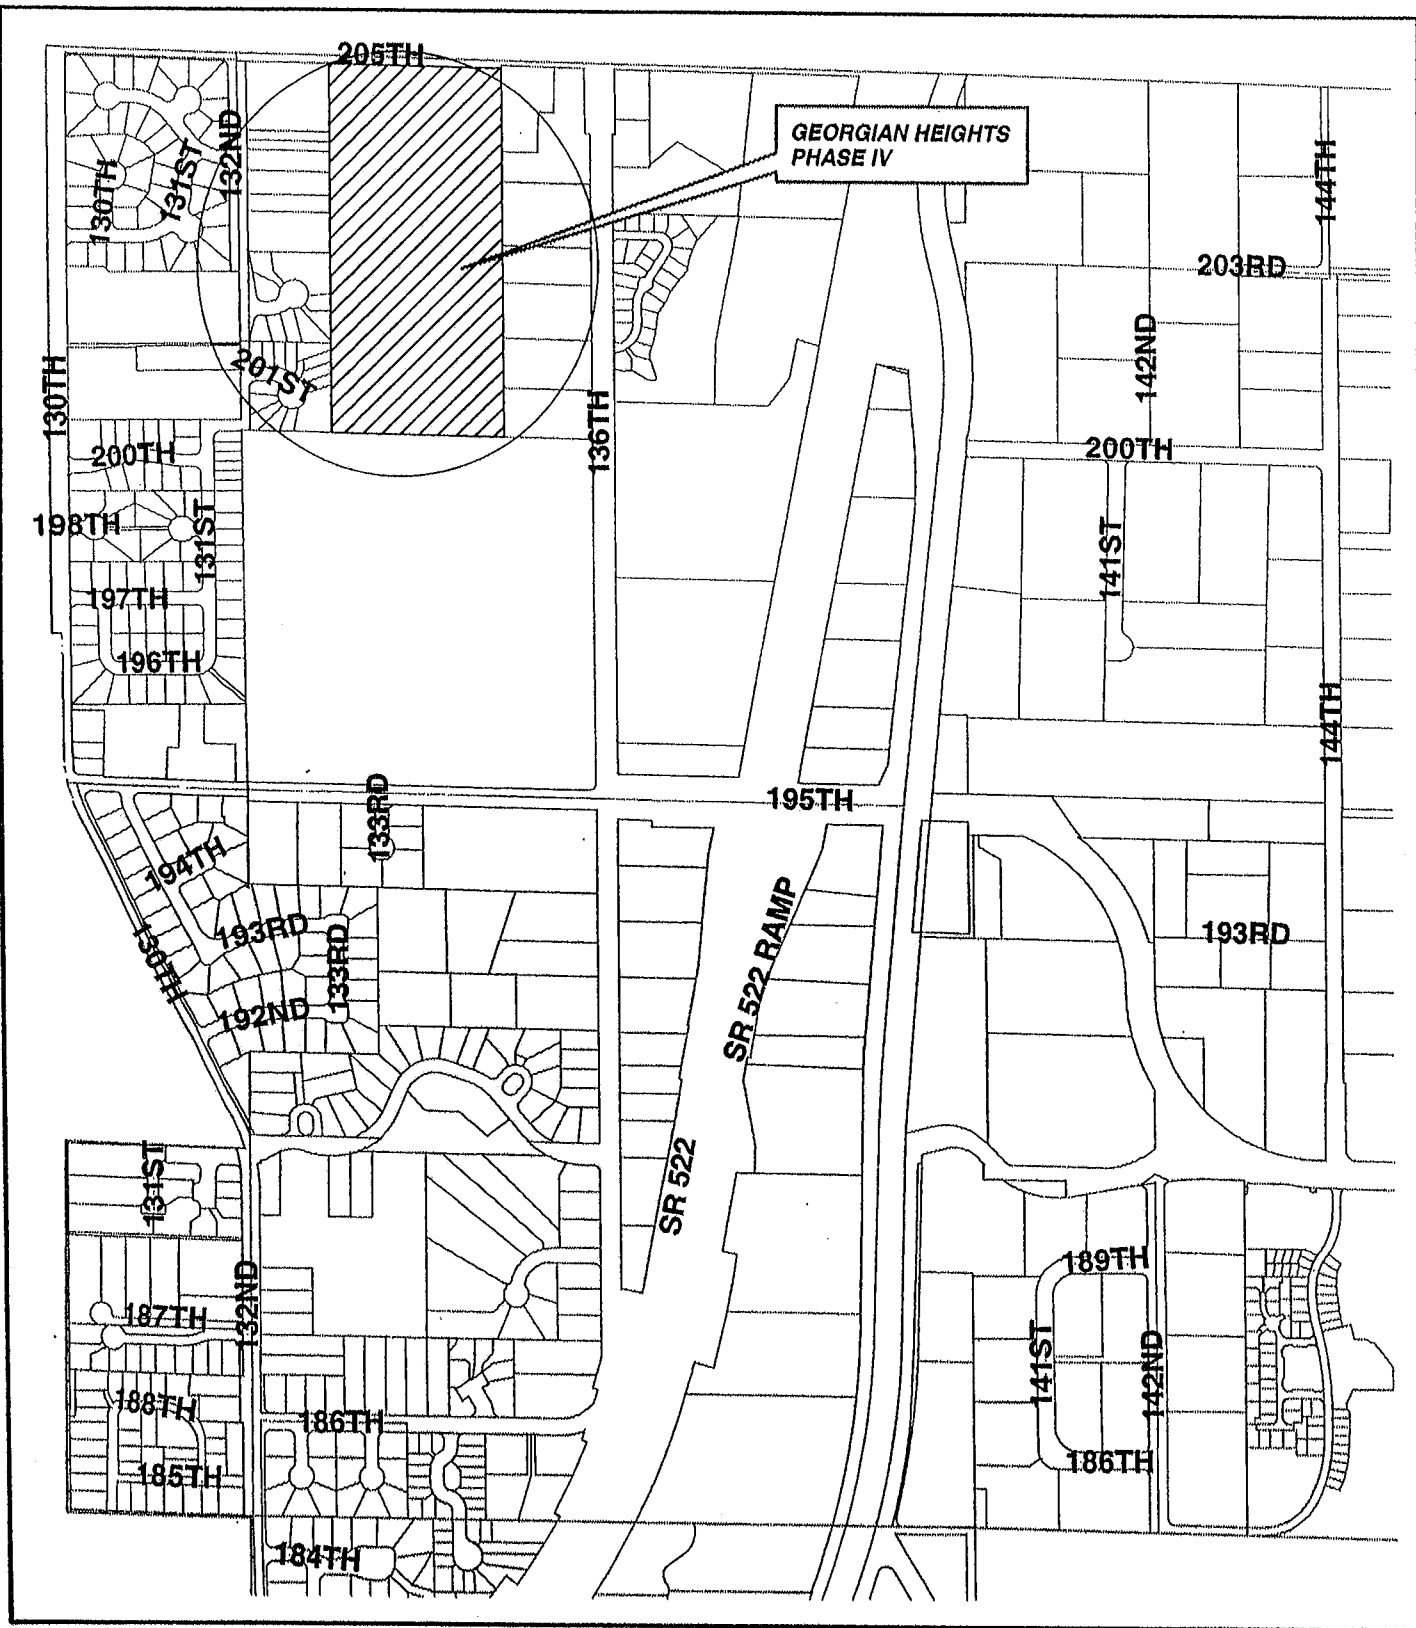 205TH
GEORGIAN HEIGHTS
PHASE IV
132ND
131ST
130TH
144TH
203RD
142ND
201ST
130TH
136TH
200TH
200TH
198TH
131ST
141ST
197TH
196TH
144TH
195TH
133RD
194TH
193RD
133RD
130TH
192ND
SR 522 RAMP
193RD
131ST
SR 522
189TH
132ND
187TH
141ST
142ND
188TH
186TH
185TH
186TH
184TH